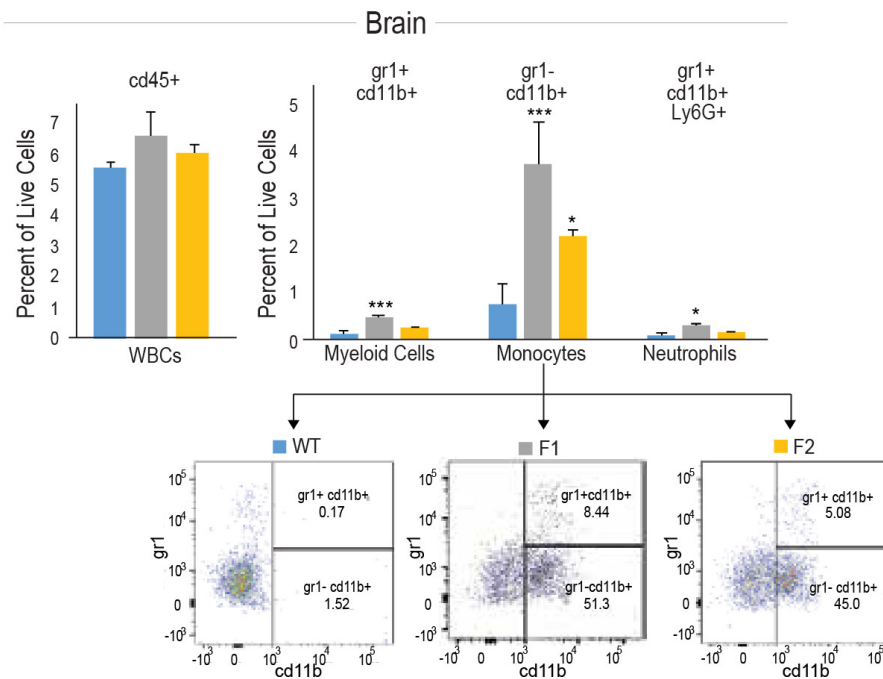 Brain
cd45+
Percent of Live Cells
7
6
5
4
3
2
1
0
WBCs
gr1+
cd11b+
gr1-
cd11b+
gr1+
cd11b+
Ly6G+
Percent of Live Cells
5
4
3
2
1
0
***
***
*
*
Myeloid Cells
Monocytes
Neutrophils
WT
F1
F2
gr1
10^5
10^4
10^3
0
-10^3
gr1+ cd11b+
0.17
gr1- cd11b+
1.52
-10^3 0 10^3 10^4 10^5
cd11b
gr1
10^5
10^4
10^3
0
-10^3
gr1+cd11b+
8.44
gr1-cd11b+
51.3
-10^3 0 10^3 10^4 10^5
cd11b
gr1
10^5
10^4
10^3
0
-10^3
gr1+ cd11b+
5.08
gr1- cd11b+
45.0
-10^3 0 10^3 10^4 10^5
cd11b